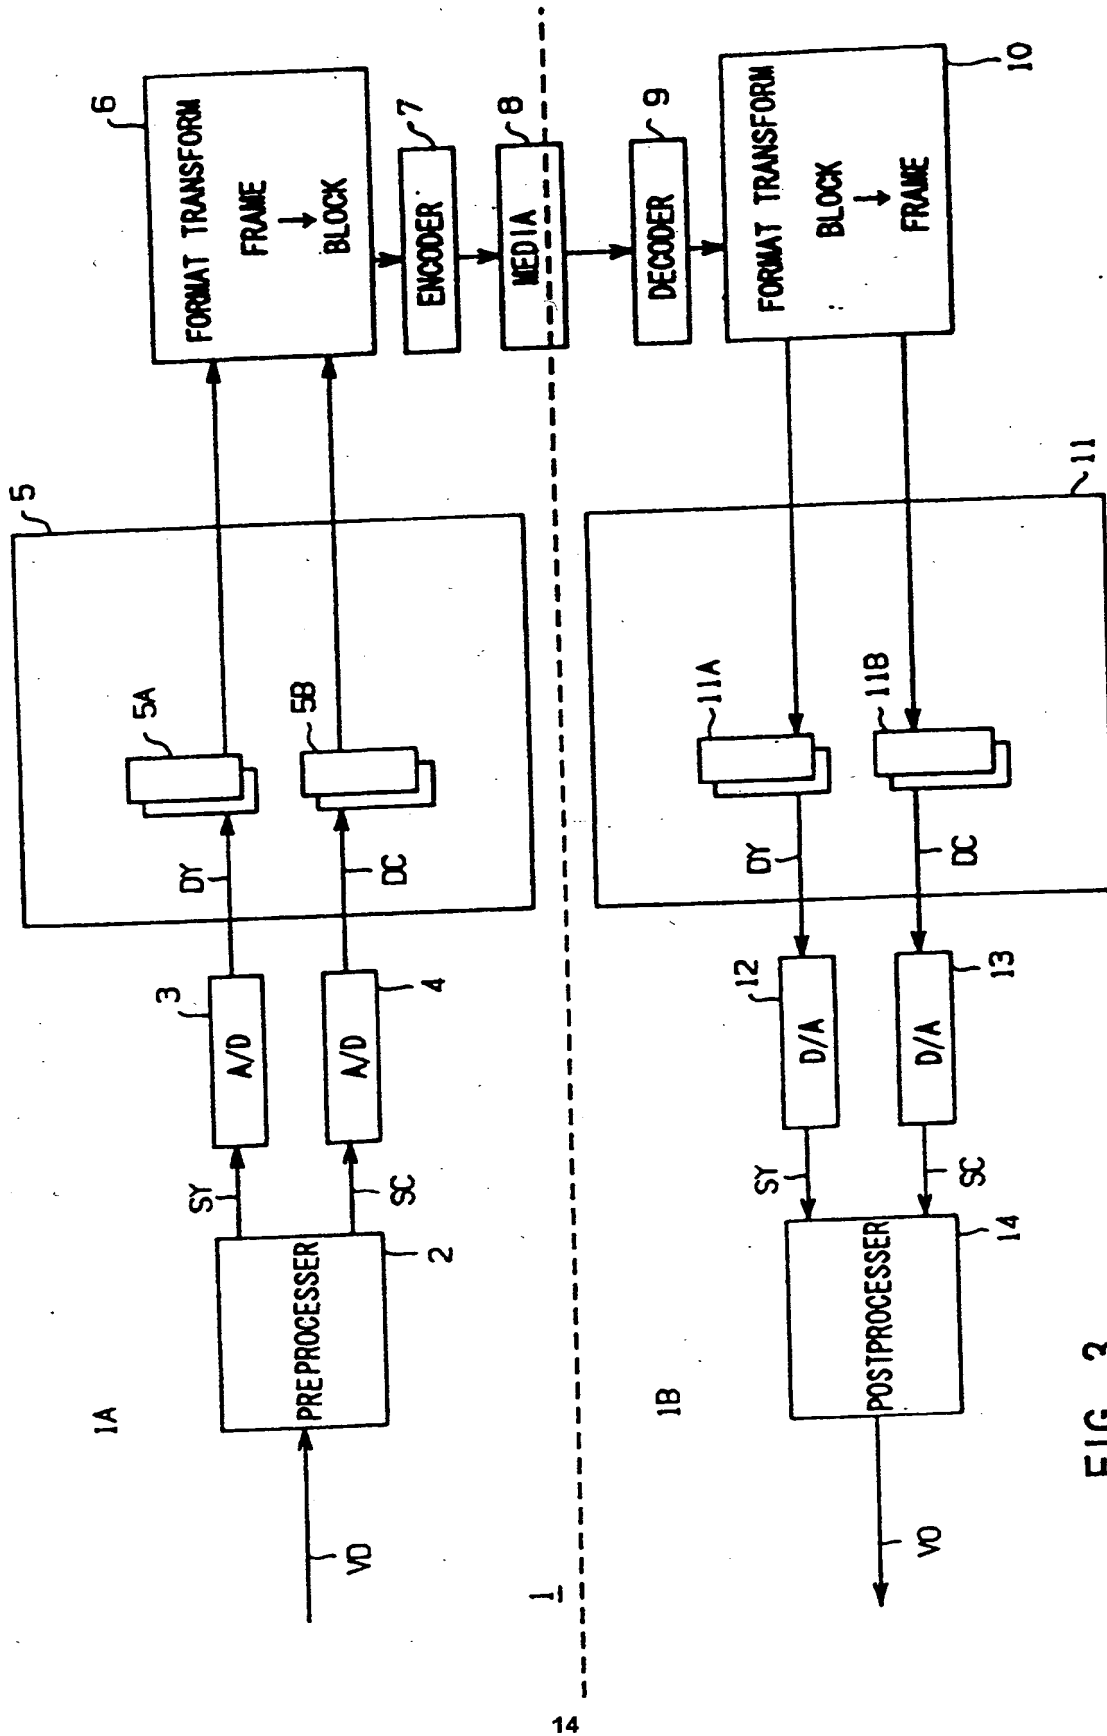 1A
VD
PREPROCESSER
2
SY
SC
3
A/D
A/D
4
DY
DC
5
5A
5B
6
FORMAT TRANSFORM
FRAME
↓
BLOCK
ENCODER
7
MEDIA
8
1
1B
VO
POSTPROCESSER
14
SY
SC
12
D/A
D/A
13
DY
DC
11A
11B
11
DECODER
9
FORMAT TRANSFORM
BLOCK
↓
FRAME
10
FIG.
14